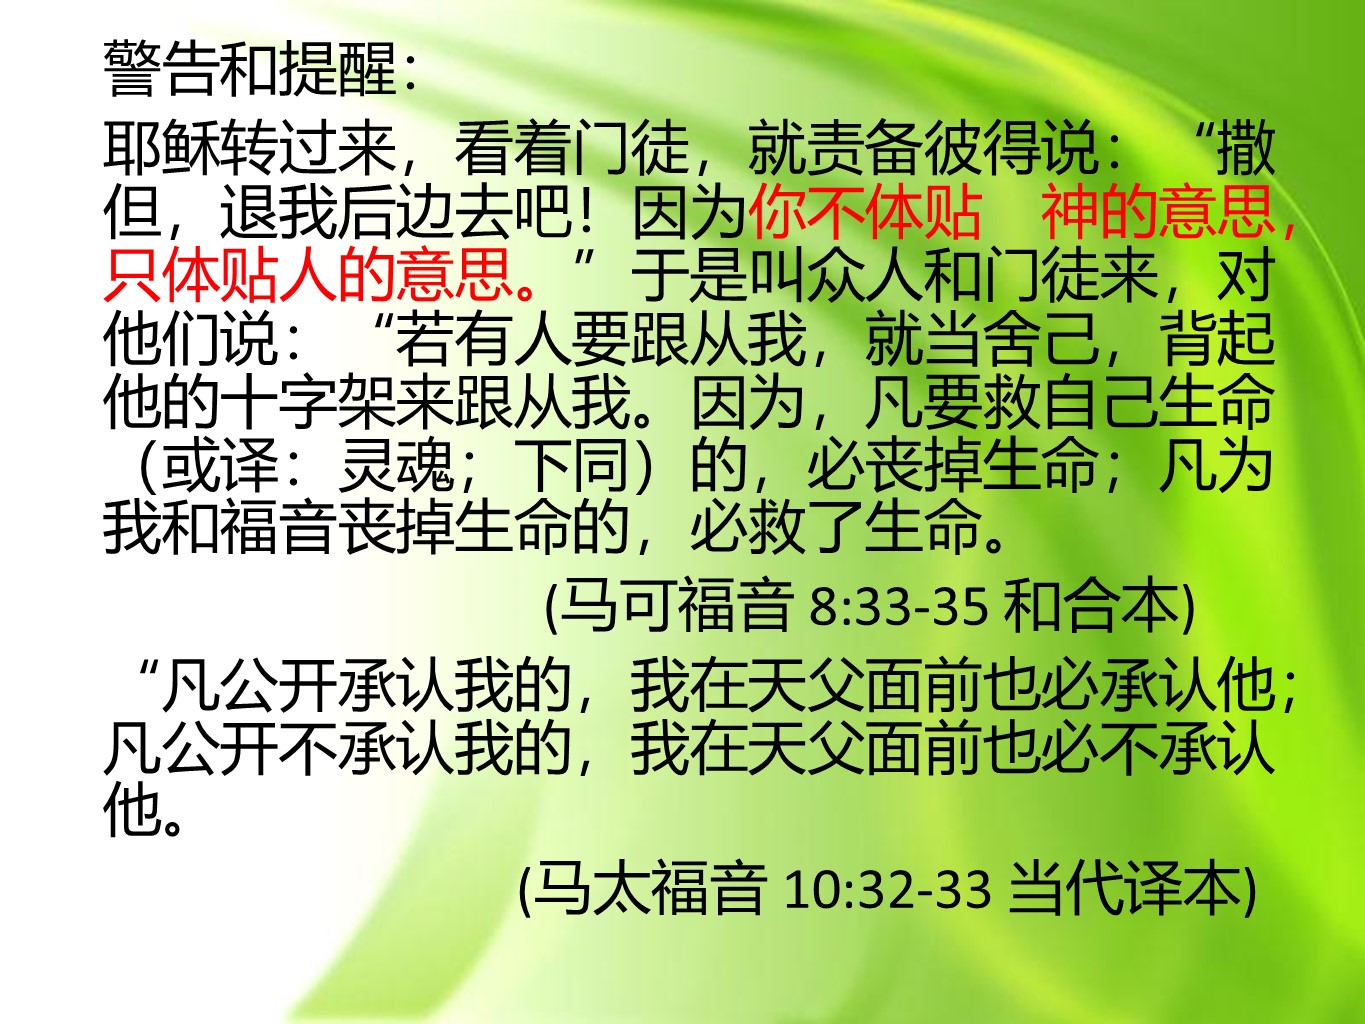 警告和提醒：
耶稣转过来，看着门徒，就责备彼得说：“撒
但，退我后边去吧！因为你不体贴　神的意思，
只体贴人的意思。”于是叫众人和门徒来，对
他们说：“若有人要跟从我，就当舍己，背起
他的十字架来跟从我。因为，凡要救自己生命
（或译：灵魂；下同）的，必丧掉生命；凡为
我和福音丧掉生命的，必救了生命。
(马可福音 8:33-35 和合本)
“凡公开承认我的，我在天父面前也必承认他；
凡公开不承认我的，我在天父面前也必不承认
他。
(马太福音 10:32-33 当代译本)